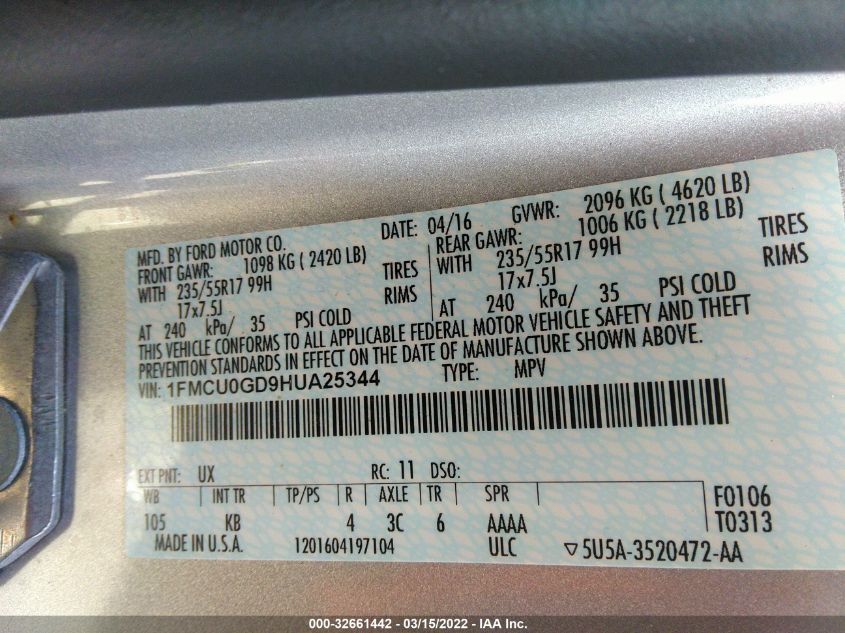 MFD. BY FORD MOTOR CO. DATE: 04/16 GVWR: 2096 KG ( 4620 LB)
FRONT GAWR: 1098 KG ( 2420 LB) REAR GAWR: 1006 KG ( 2218 LB)
WITH 235/55R17 99H TIRES WITH 235/55R17 99H TIRES
17x7.5J RIMS 17x7.5J RIMS
AT 240 kPa/ 35 PSI COLD AT 240 kPa/ 35 PSI COLD
THIS VEHICLE CONFORMS TO ALL APPLICABLE FEDERAL MOTOR VEHICLE SAFETY AND THEFT
PREVENTION STANDARDS IN EFFECT ON THE DATE OF MANUFACTURE SHOWN ABOVE.
VIN: 1FMCU0GD9HUA25344 TYPE: MPV
EXT PNT: UX RC: 11 DSO:
WB INT TR TP/PS R AXLE TR SPR F0106
105 KB 4 3C 6 AAAA T0313
MADE IN U.S.A. 1201604197104 ULC ▽5U5A-3520472-AA
000-32661442 - 03/15/2022 - IAA Inc.